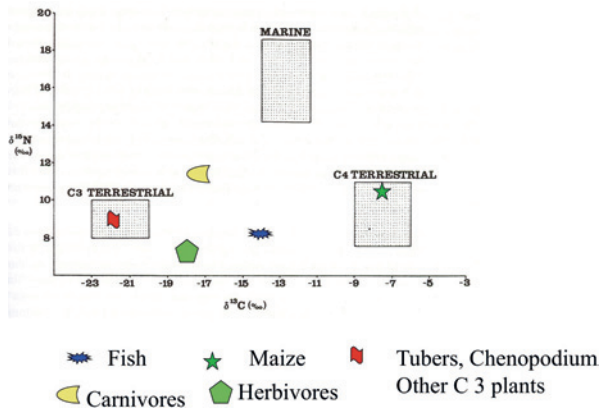 20
MARINE
18
16
14
δ¹⁵N
(‰)
12
C3 TERRESTRIAL
C4 TERRESTRIAL
10
8
-23 -21 -19 -17 -15 -13 -11 -9 -7 -5 -3
δ¹³C (‰)
Fish
Maize
Tubers, Chenopodium
Other C 3 plants
Carnivores
Herbivores